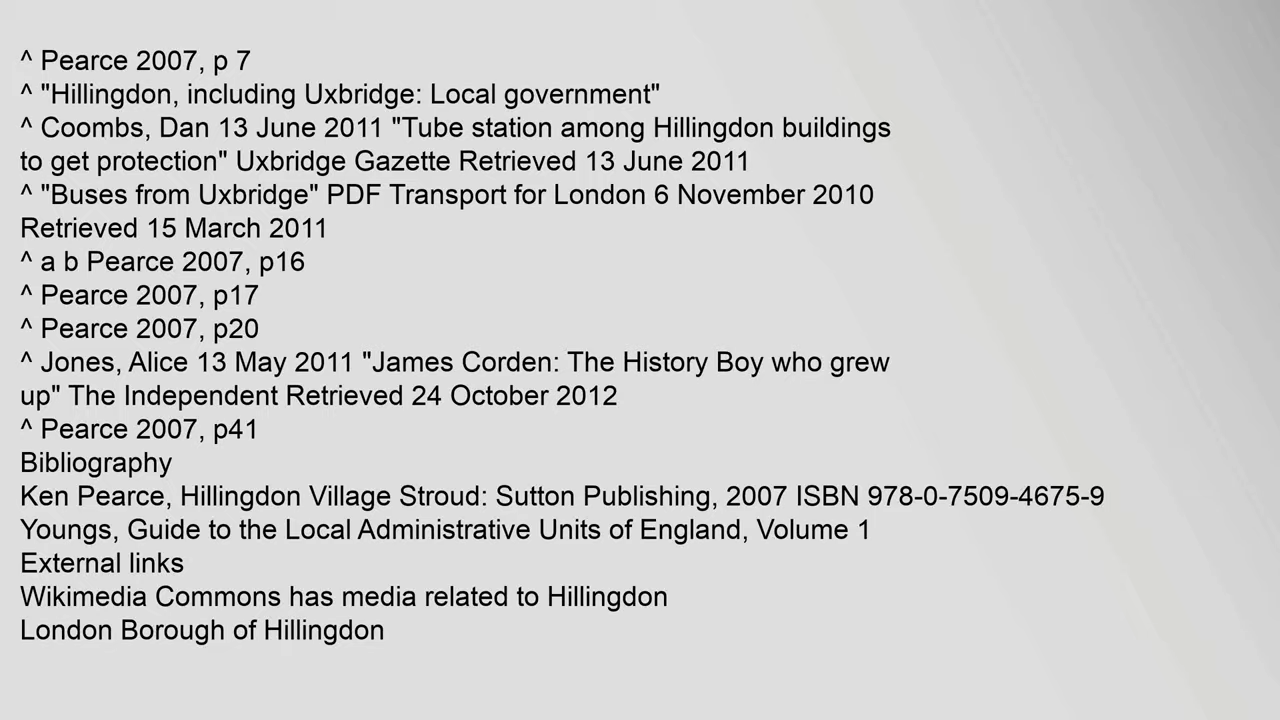 ^ Pearce 2007, p 7
^ "Hillingdon, including Uxbridge: Local government"
^ Coombs, Dan 13 June 2011 "Tube station among Hillingdon buildings
to get protection" Uxbridge Gazette Retrieved 13 June 2011
^ "Buses from Uxbridge" PDF Transport for London 6 November 2010
Retrieved 15 March 2011
^ a b Pearce 2007, p16
^ Pearce 2007, p17
^ Pearce 2007, p20
^ Jones, Alice 13 May 2011 "James Corden: The History Boy who grew
up" The Independent Retrieved 24 October 2012
^ Pearce 2007, p41
Bibliography
Ken Pearce, Hillingdon Village Stroud: Sutton Publishing, 2007 ISBN 978-0-7509-4675-9
Youngs, Guide to the Local Administrative Units of England, Volume 1
External links
Wikimedia Commons has media related to Hillingdon
London Borough of Hillingdon